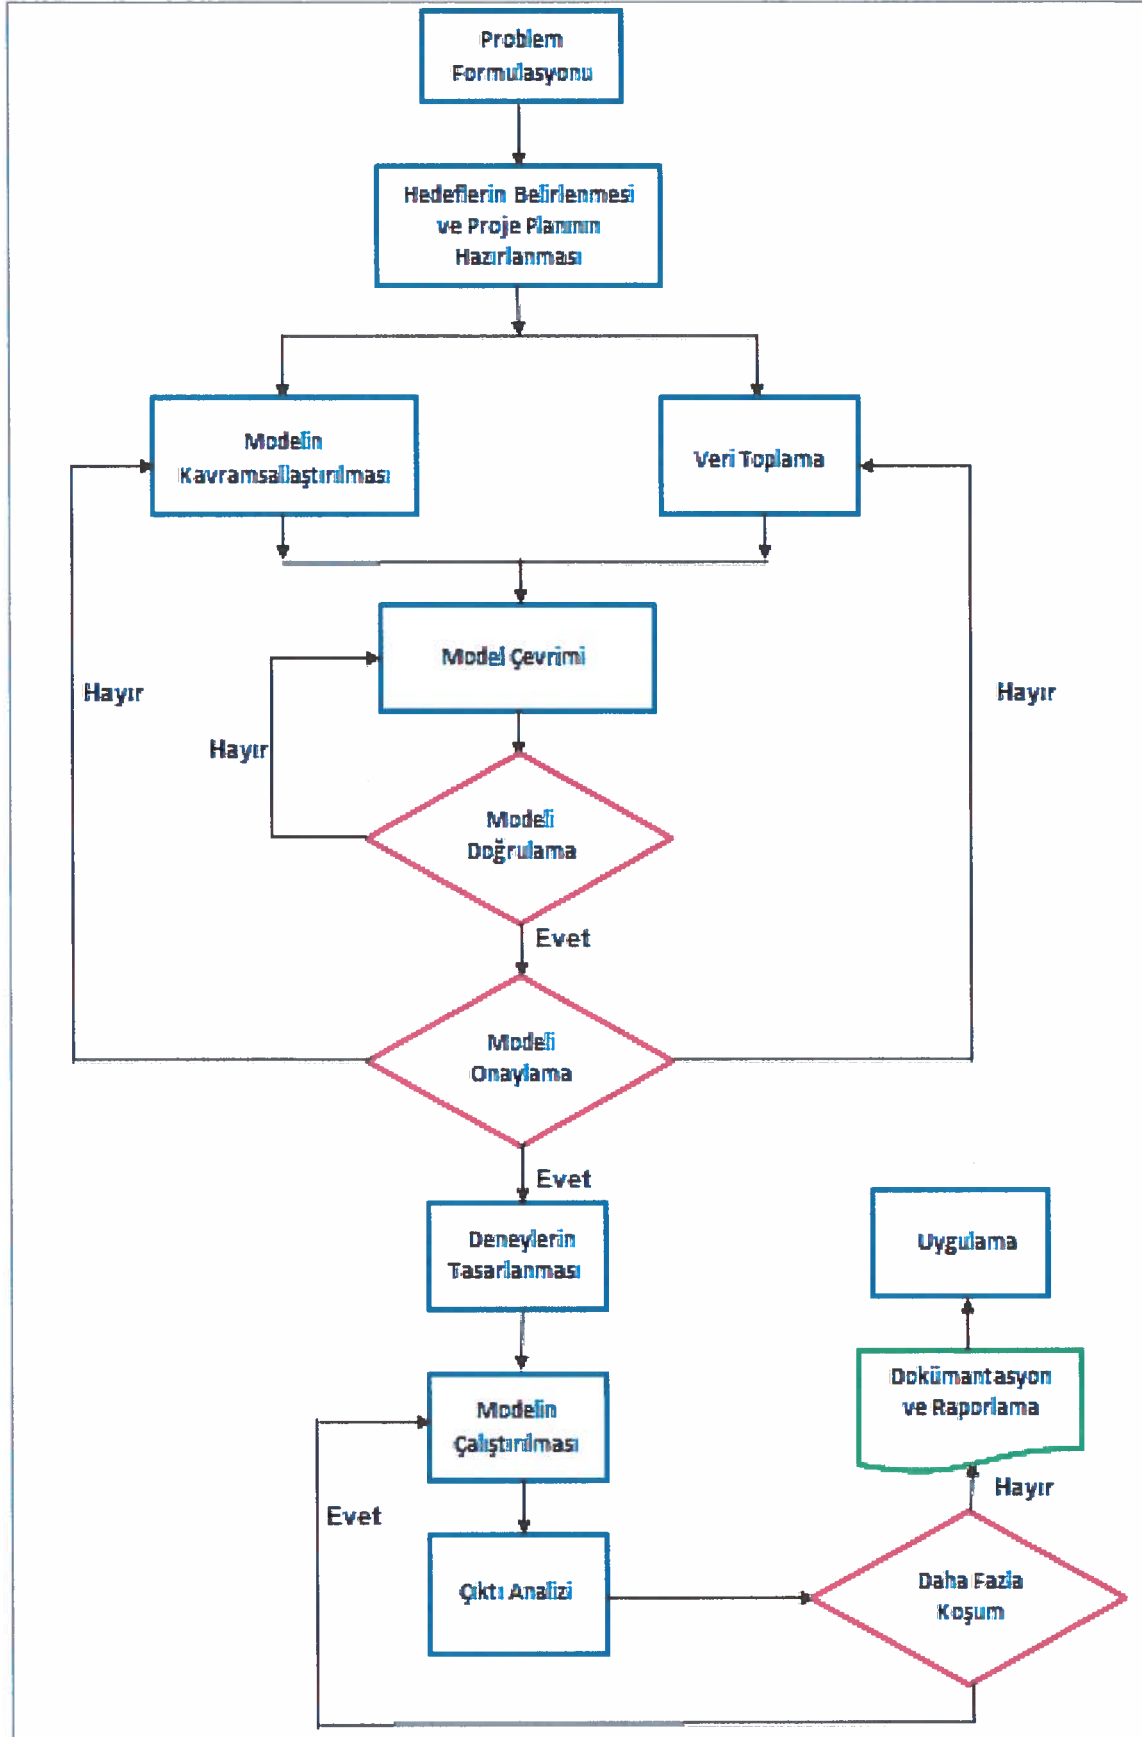 Problem
Formulasyonu
Hedeflerin Belirlenmesi
ve Proje Planının
Hazırlanması
Modelin
Kavramsallaştırılması
Veri Toplama
Model Çevrimi
Hayır
Hayır
Hayır
Modeli
Doğrulama
Evet
Modeli
Onaylama
Evet
Deneylerin
Tasarlanması
Uygulama
Modelin
Çalıştırılması
Dokümantasyon
ve Raporlama
Hayır
Evet
Çıktı Analizi
Daha Fazla
Koşum